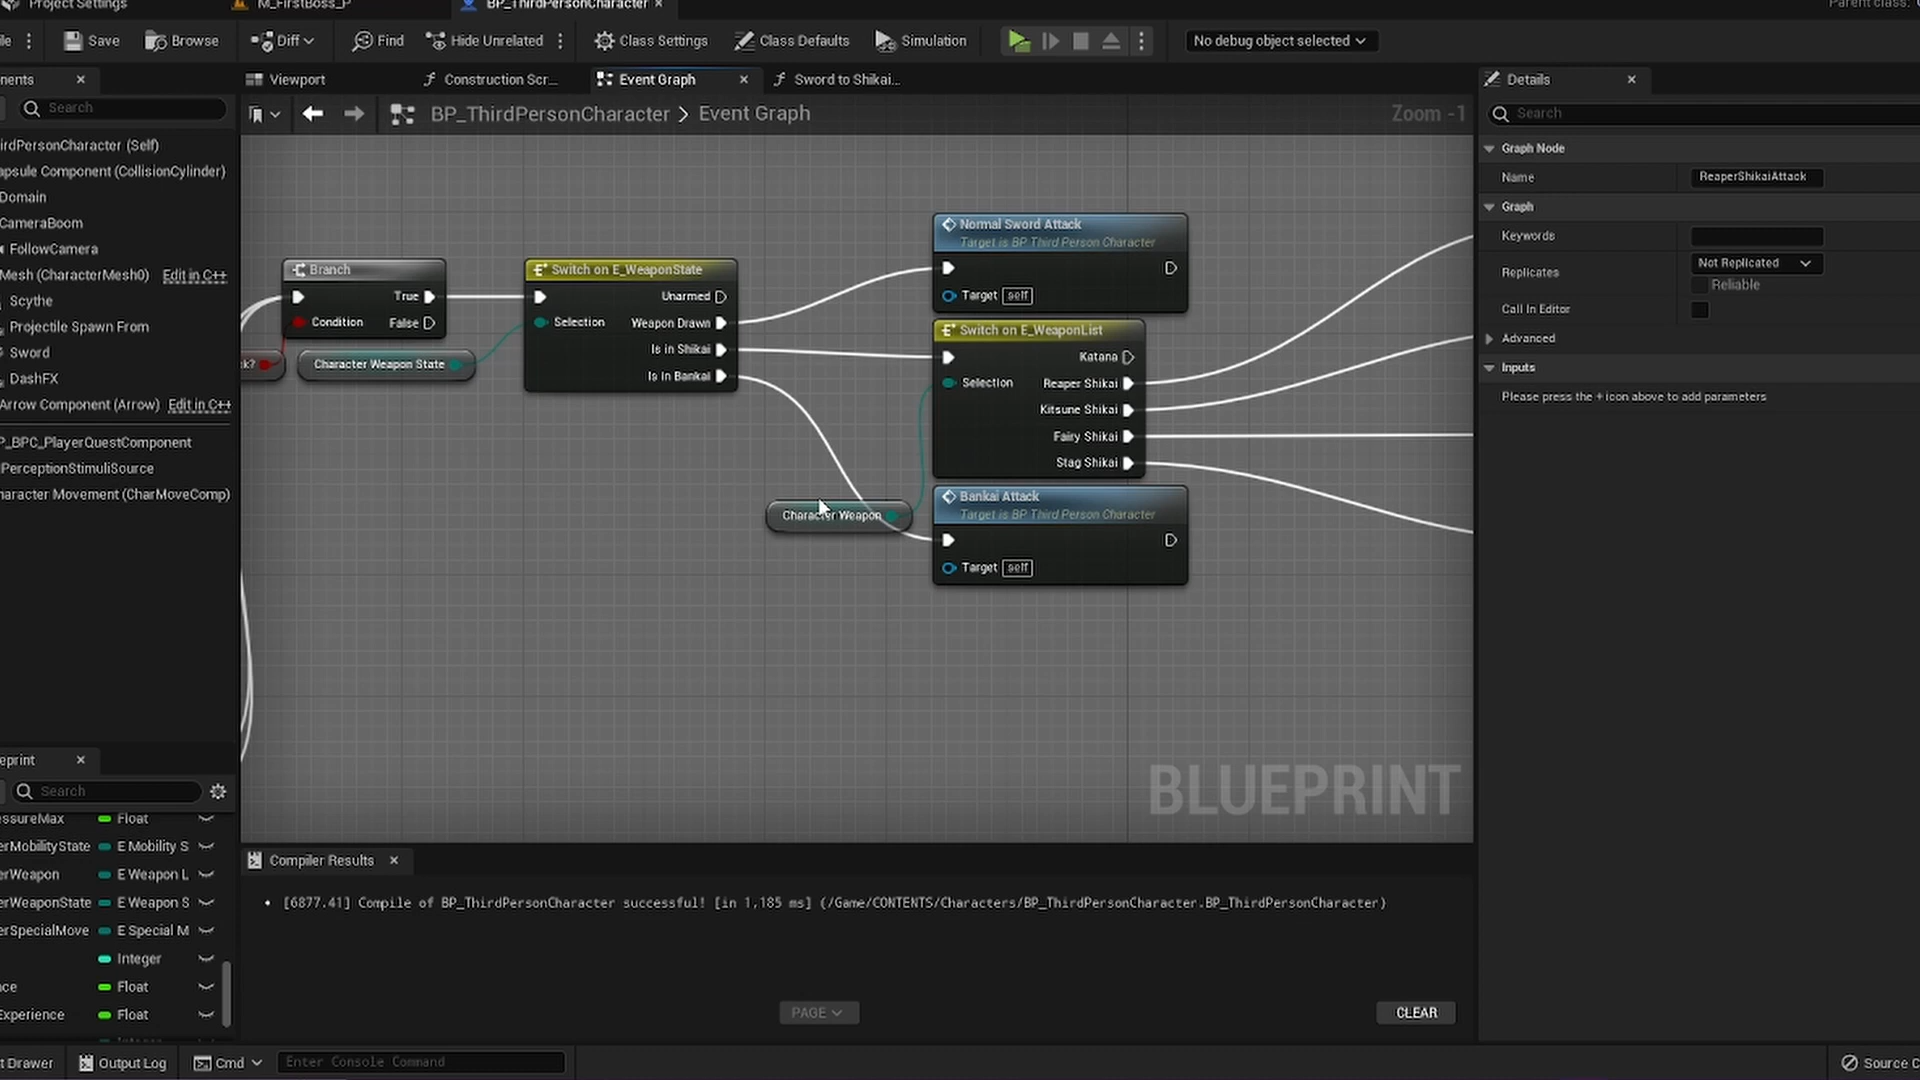 Project Settings
M_FirstBoss_P
BP_ThirdPersonCharacter
Parent class:
ile
Save
Browse
Diff
Find
Hide Unrelated
Class Settings
Class Defaults
Simulation
No debug object selected
nents
Viewport
Construction Scr...
Event Graph
Sword to Shikai...
Details
Search
BP_ThirdPersonCharacter > Event Graph
Zoom -1
Search
irdPersonCharacter (Self)
apsule Component (CollisionCylinder)
Domain
CameraBoom
FollowCamera
Mesh (CharacterMesh0) Edit in C++
Scythe
Projectile Spawn From
Sword
DashFX
Arrow Component (Arrow) Edit in C++
P_BPC_PlayerQuestComponent
PerceptionStimuliSource
haracter Movement (CharMoveComp)
Branch
True
Condition
False
k?
Character Weapon State
Switch on E_WeaponState
Unarmed
Selection
Weapon Drawn
Is in Shikai
Is in Bankai
Normal Sword Attack
Target is BP Third Person Character
Target self
Switch on E_WeaponList
Katana
Selection
Reaper Shikai
Kitsune Shikai
Fairy Shikai
Stag Shikai
Character Weapon
Bankai Attack
Target is BP Third Person Character
Target self
BLUEPRINT
Graph Node
Name
ReaperShikaiAttack
Graph
Keywords
Replicates
Not Replicated
Reliable
Call In Editor
Advanced
Inputs
Please press the + icon above to add parameters
eprint
Search
essureMax Float
erMobilityState E Mobility S
erWeapon E Weapon L
erWeaponState E Weapon S
erSpecialMove E Special M
Integer
ce Float
Experience Float
Compiler Results
[6877.41] Compile of BP_ThirdPersonCharacter successful! [in 1,185 ms] (/Game/CONTENTS/Characters/BP_ThirdPersonCharacter.BP_ThirdPersonCharacter)
PAGE
CLEAR
t Drawer
Output Log
Cmd
Enter Console Command
Source C